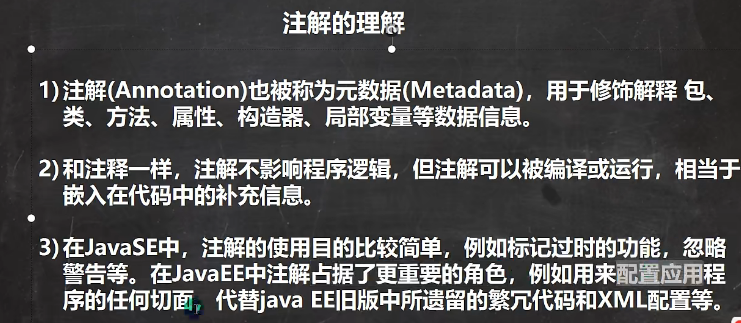 注解的理解
1) 注解(Annotation)也被称为元数据(Metadata)，用于修饰解释 包、
类、方法、属性、构造器、局部变量等数据信息。
2) 和注释一样，注解不影响程序逻辑，但注解可以被编译或运行，相当于
嵌入在代码中的补充信息。
3) 在JavaSE中，注解的使用目的比较简单，例如标记过时的功能，忽略
警告等。在JavaEE中注解占据了更重要的角色，例如用来配置应用程
序的任何切面，代替java EE旧版中所遗留的繁冗代码和XML配置等。